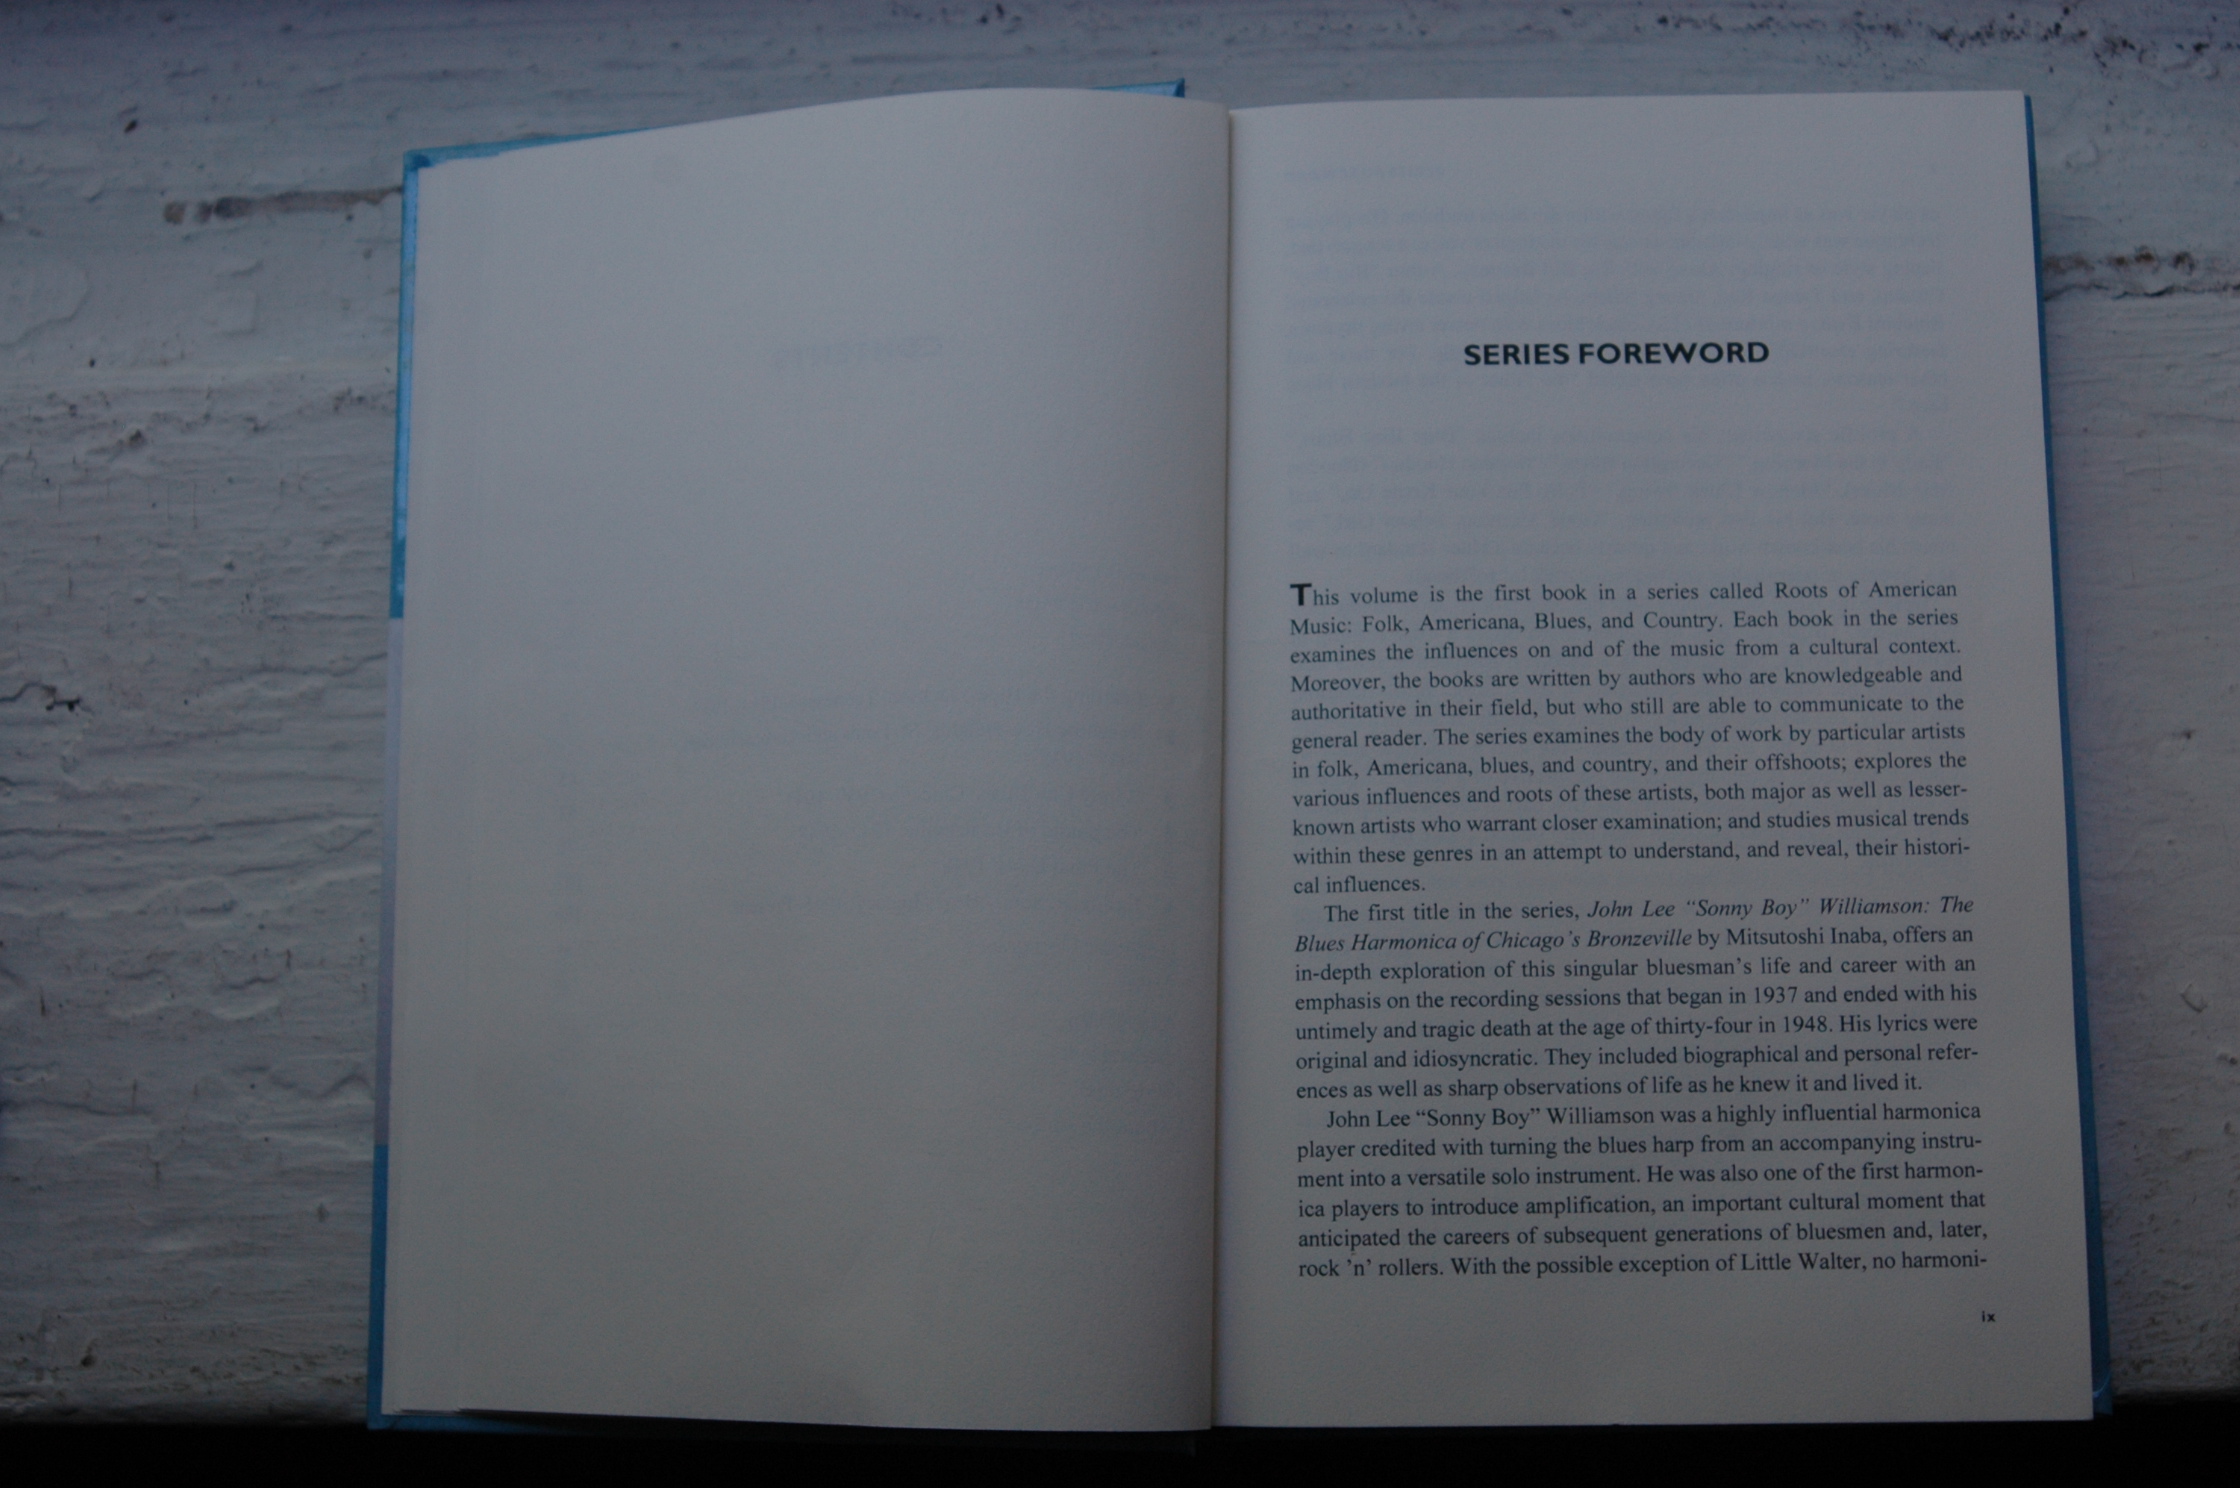 SERIES FOREWORD
This volume is the first book in a series called Roots of American
Music: Folk, Americana, Blues, and Country. Each book in the series
examines the influences on and of the music from a cultural context.
Moreover, the books are written by authors who are knowledgeable and
authoritative in their field, but who still are able to communicate to the
general reader. The series examines the body of work by particular artists
in folk, Americana, blues, and country, and their offshoots; explores the
various influences and roots of these artists, both major as well as lesser-
known artists who warrant closer examination; and studies musical trends
within these genres in an attempt to understand, and reveal, their histori-
cal influences.
The first title in the series, John Lee “Sonny Boy” Williamson: The
Blues Harmonica of Chicago’s Bronzeville by Mitsutoshi Inaba, offers an
in-depth exploration of this singular bluesman’s life and career with an
emphasis on the recording sessions that began in 1937 and ended with his
untimely and tragic death at the age of thirty-four in 1948. His lyrics were
original and idiosyncratic. They included biographical and personal refer-
ences as well as sharp observations of life as he knew it and lived it.
John Lee “Sonny Boy” Williamson was a highly influential harmonica
player credited with turning the blues harp from an accompanying instru-
ment into a versatile solo instrument. He was also one of the first harmon-
ica players to introduce amplification, an important cultural moment that
anticipated the careers of subsequent generations of bluesmen and, later,
rock ’n’ rollers. With the possible exception of Little Walter, no harmoni-
ix